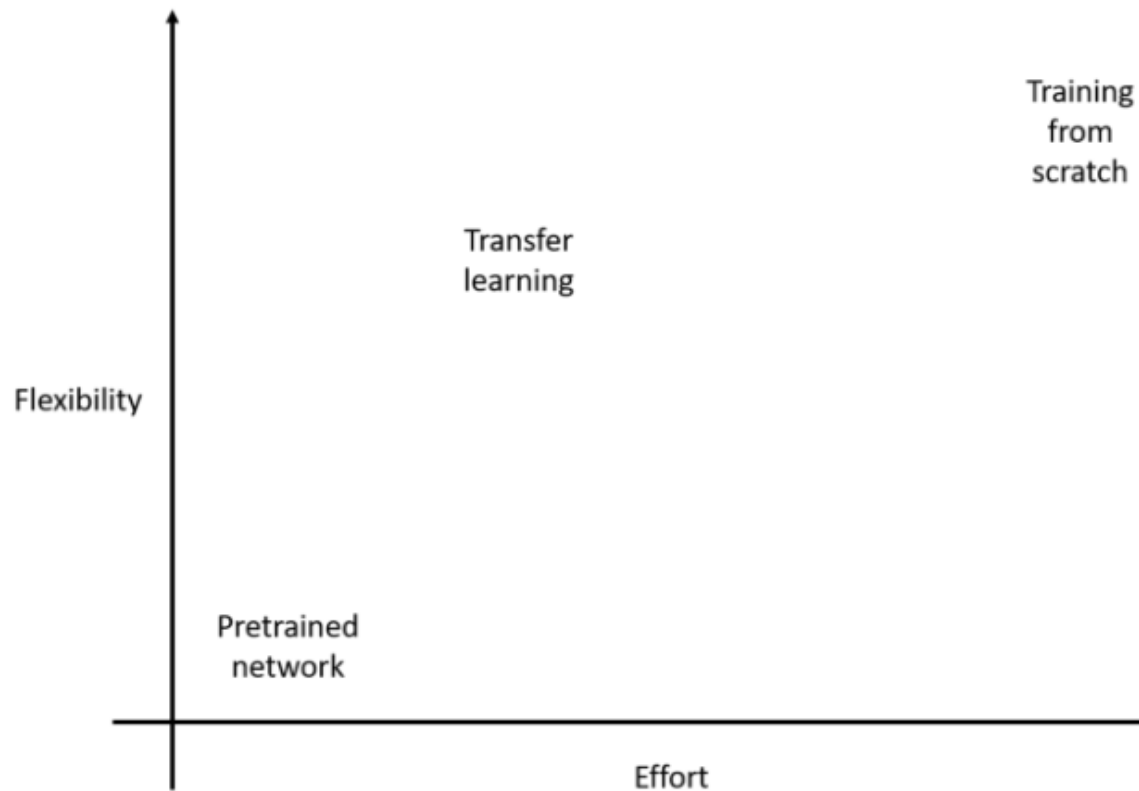 Training
from
scratch
Transfer
learning
Flexibility
Pretrained
network
Effort